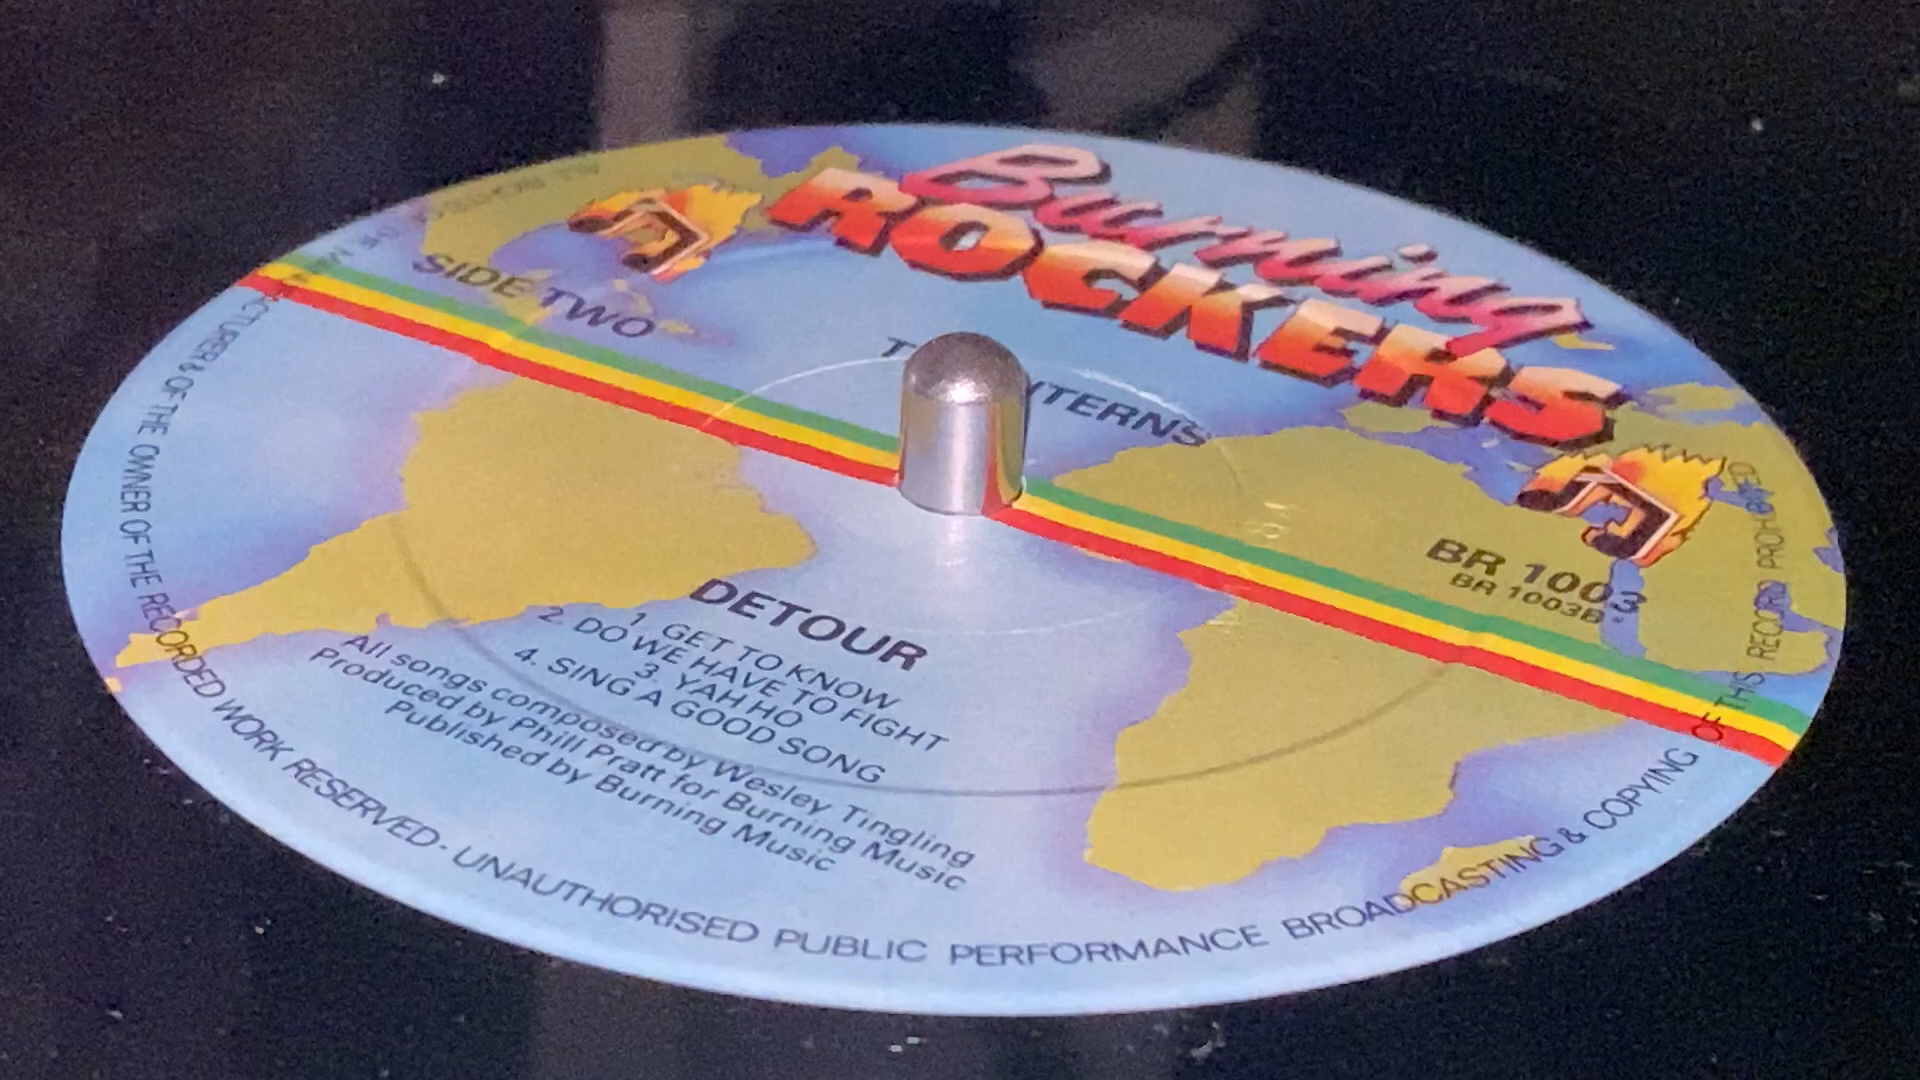 Burning
ROCKERS
SIDE TWO
BR 1003
BR 1003B
DETOUR
1. GET TO KNOW
2. DO WE HAVE TO FIGHT
3. YAH HO
4. SING A GOOD SONG
All songs composed by Wesley Tingling
Produced by Phill Pratt for Burning Music
Published by Burning Music
& OF THE OWNER OF THE RECORDED WORK RESERVED - UNAUTHORISED PUBLIC PERFORMANCE BROADCASTING & COPYING OF THIS RECORD PROHIBITED